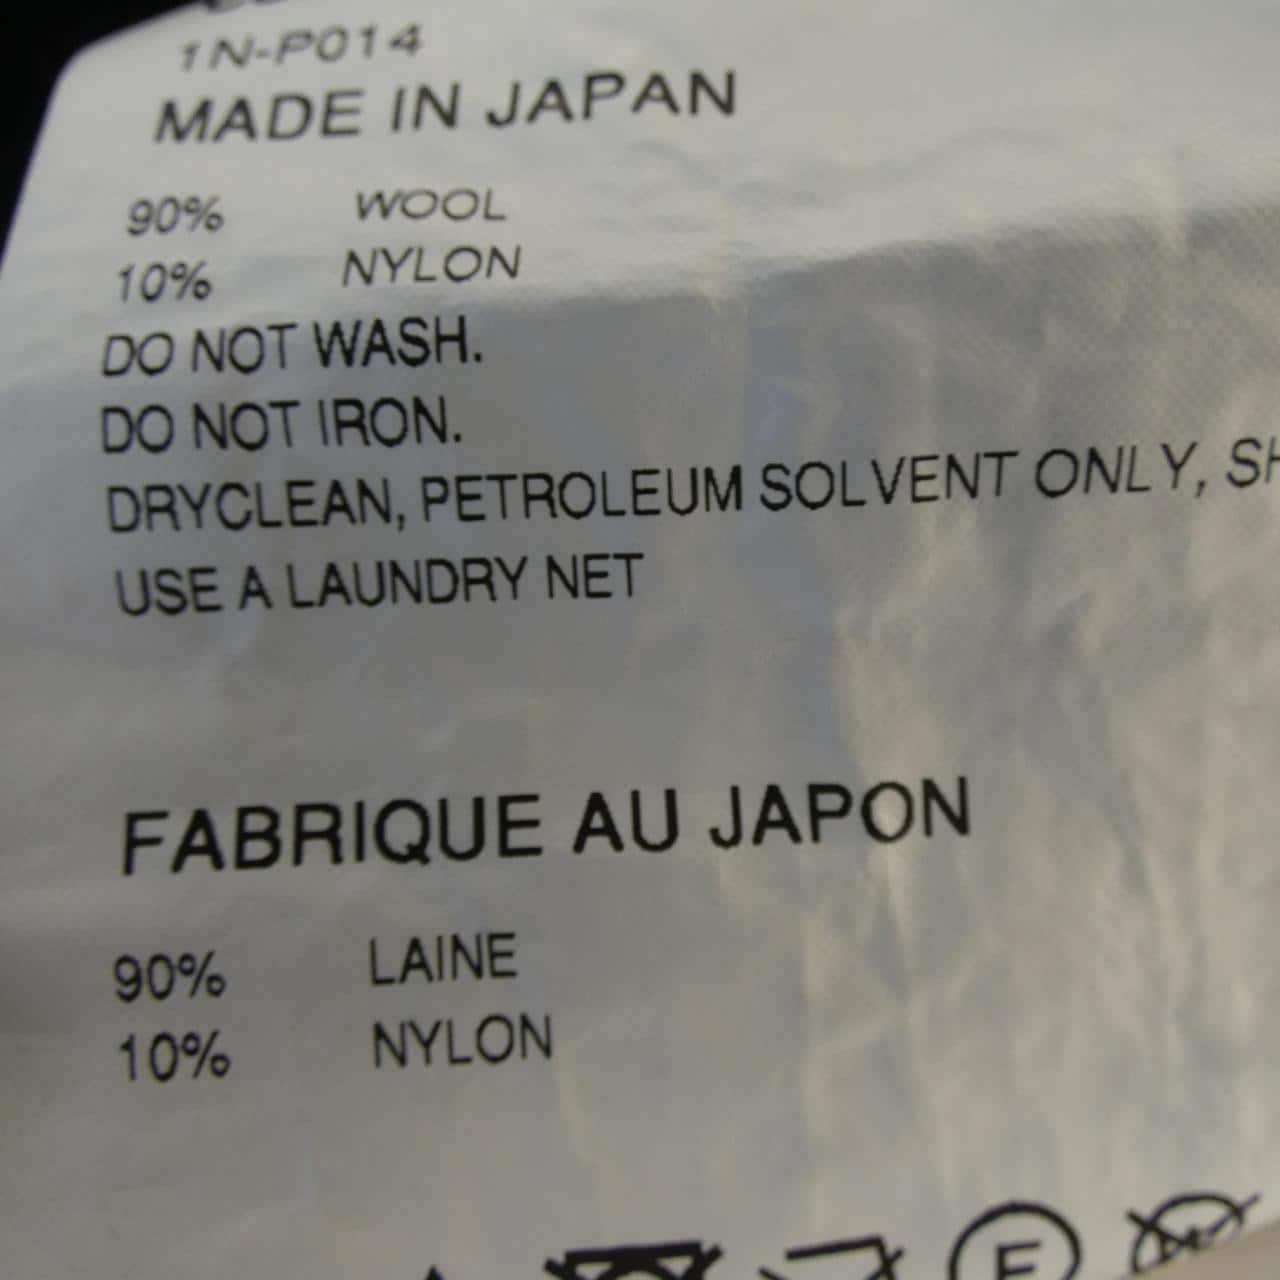 1N-P014
MADE IN JAPAN
90% WOOL
10% NYLON
DO NOT WASH.
DO NOT IRON.
DRYCLEAN, PETROLEUM SOLVENT ONLY,
USE A LAUNDRY NET
FABRIQUE AU JAPON
90% LAINE
10% NYLON
F
W